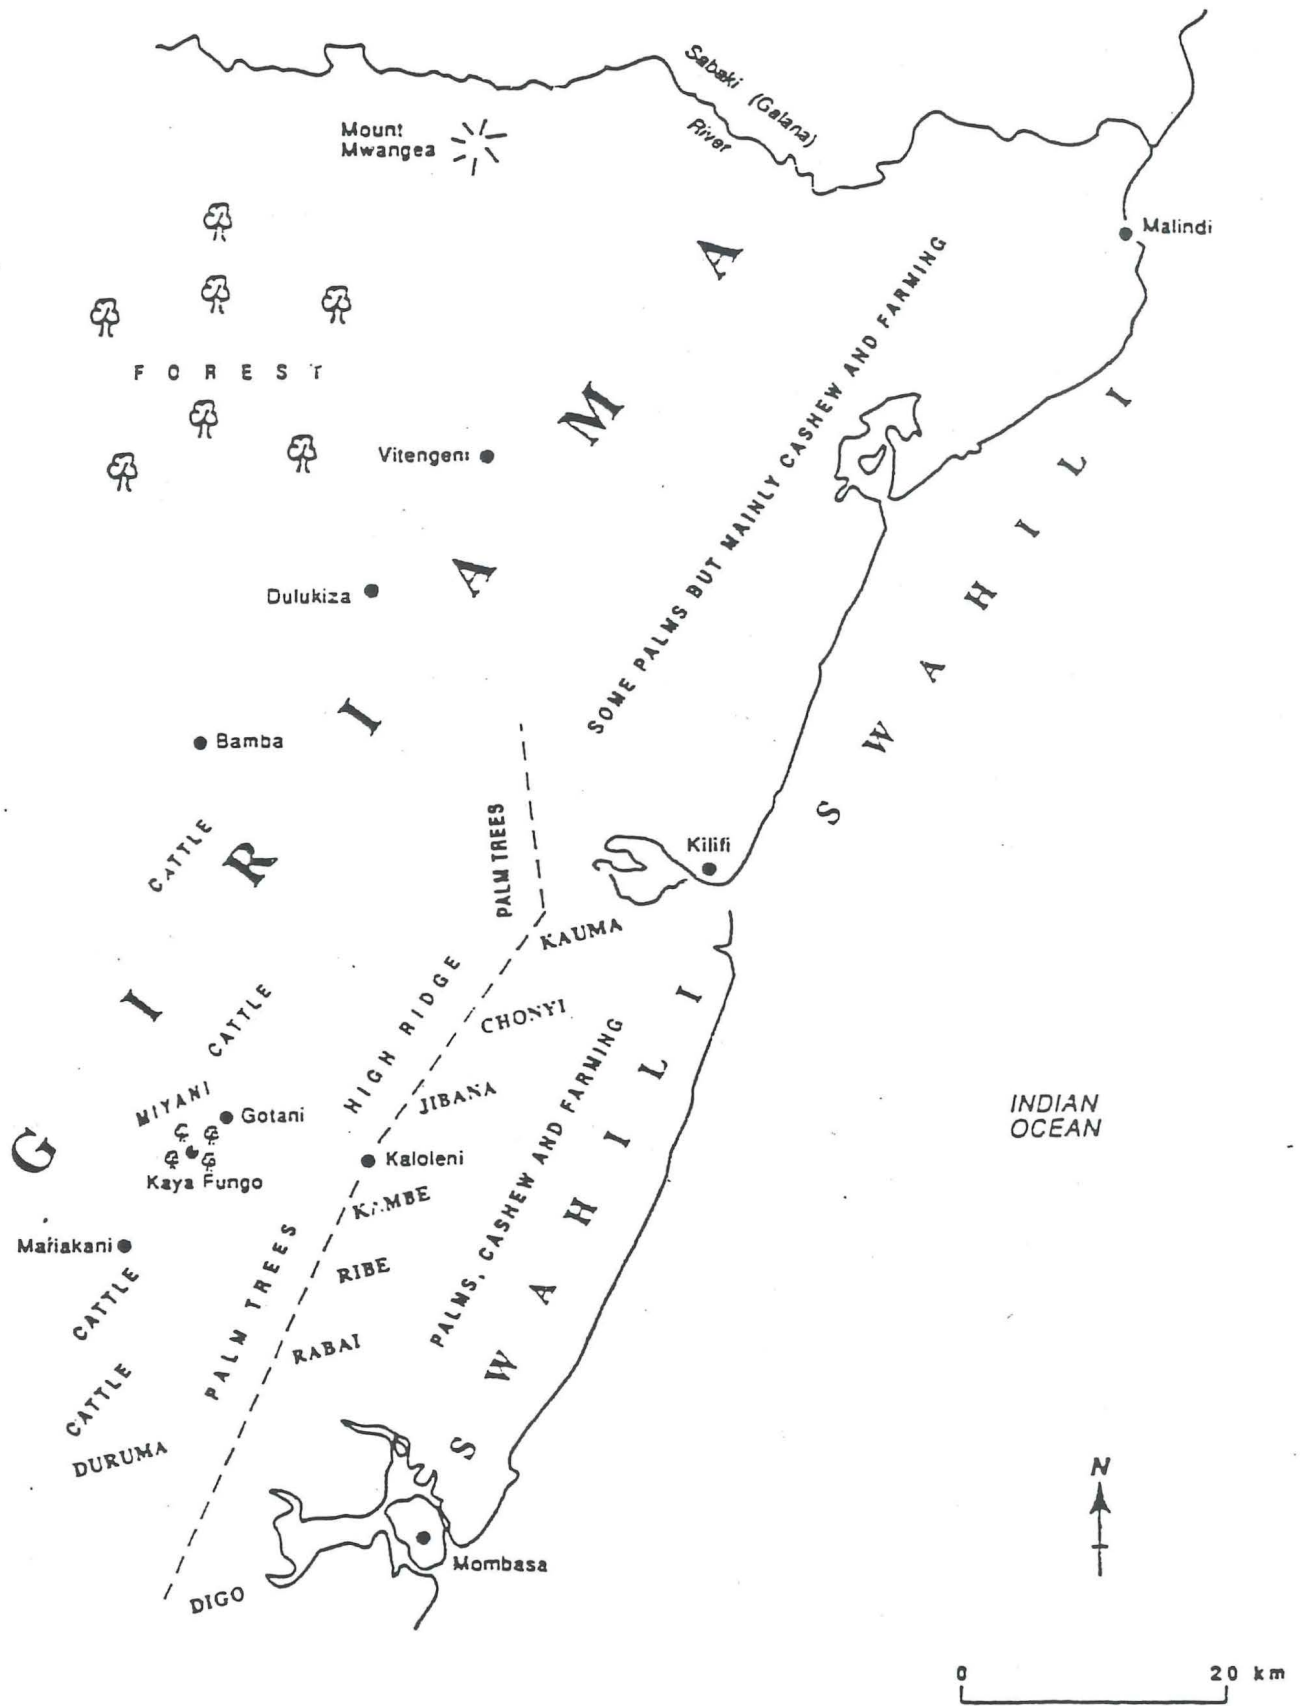 Sabaki (Galana)
River
Mount
Mwangea
Malindi
FOREST
Vitengeni
Dulukiza
Bamba
GIRIAMA
SOME PALMS BUT MAINLY CASHEW AND FARMING
SWAHILI
CATTLE
PALM TREES
Kilifi
KAUMA
HIGH RIDGE
CATTLE
CHONYI
JIBANA
MIYANI
Gotani
Kaya Fungo
Kaloleni
KAMBE
PALMS, CASHEW AND FARMING
SWAHILI
INDIAN
OCEAN
Mariakani
CATTLE
PALM TREES
RIBE
RABAI
CATTLE
DURUMA
Mombasa
DIGO
N
0 20 km